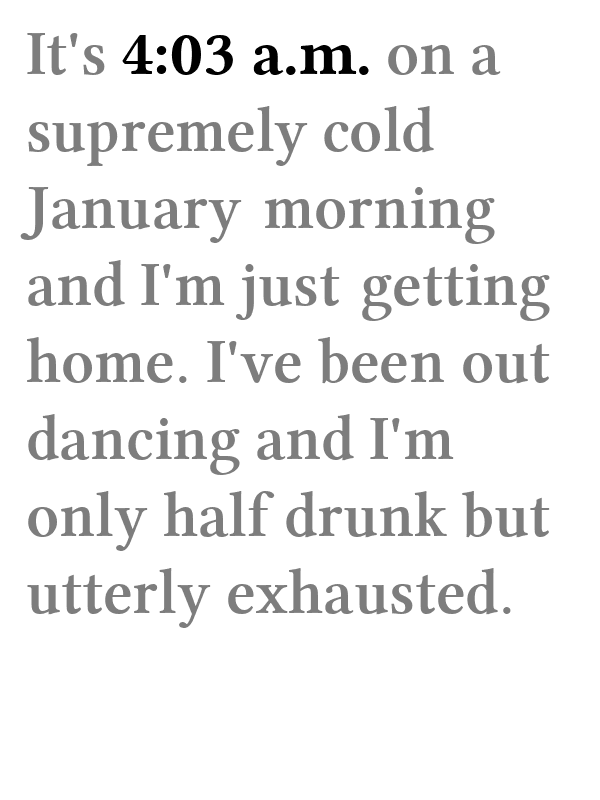 It's 4:03 a.m. on a
supremely cold
January morning
and I'm just getting
home. I've been out
dancing and I'm
only half drunk but
utterly exhausted.